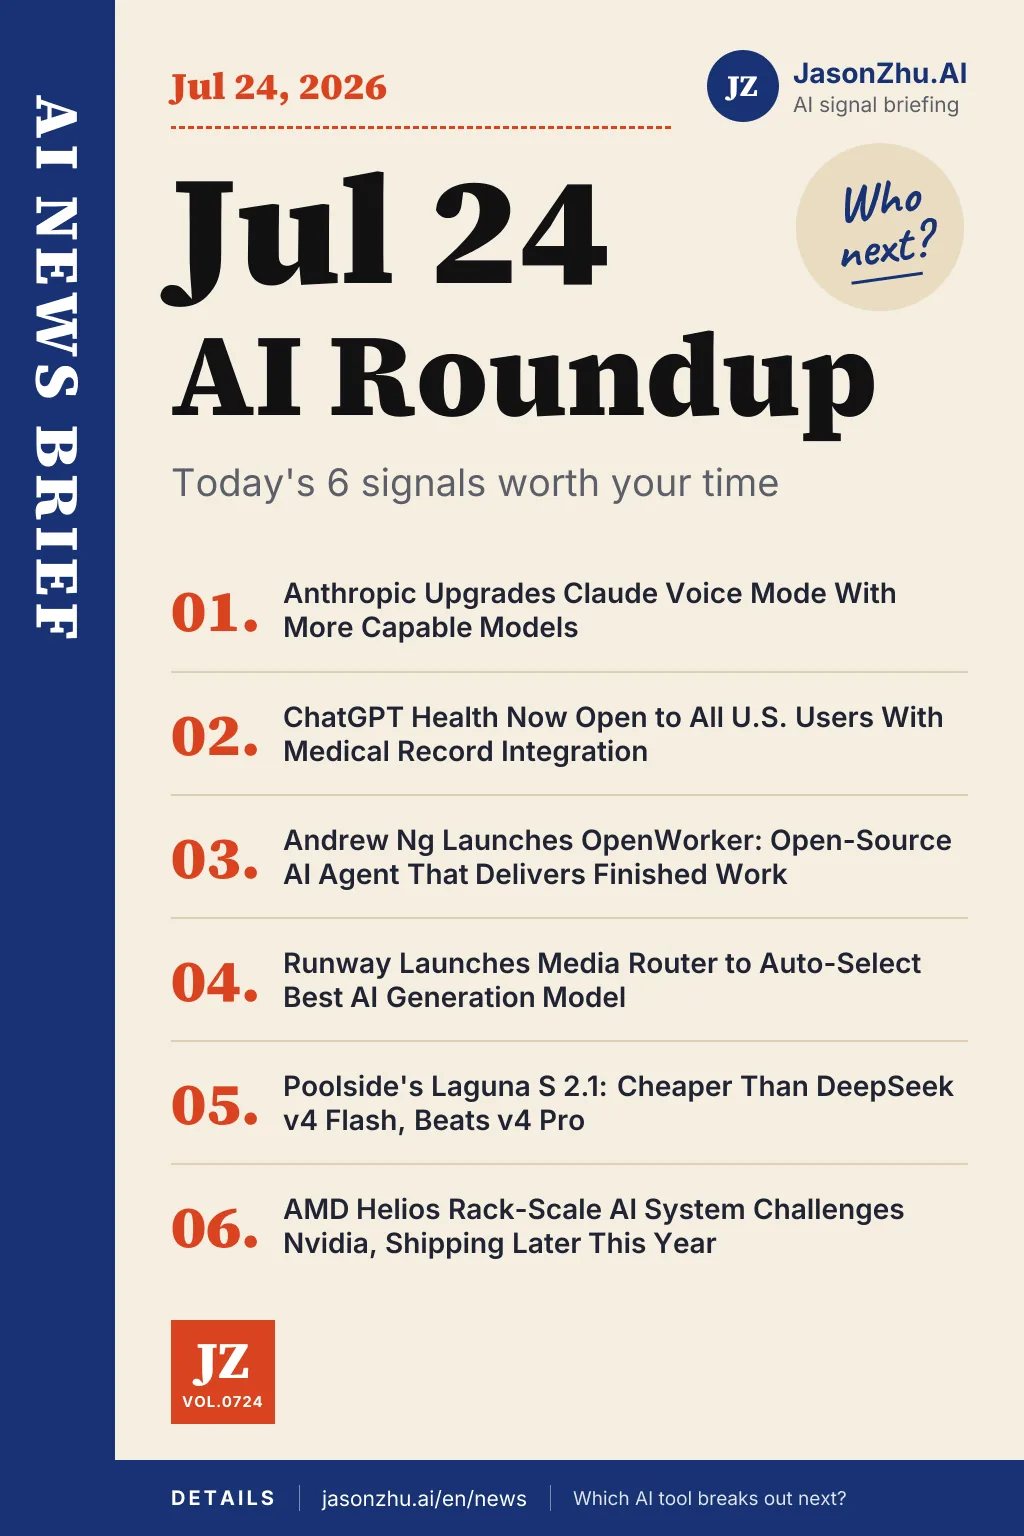 AI NEWS BRIEF
Jul 24, 2026
JZ
JasonZhu.AI
AI signal briefing
Jul 24
AI Roundup
Who
next?
Today's 6 signals worth your time
01.
Anthropic Upgrades Claude Voice Mode With
More Capable Models
02.
ChatGPT Health Now Open to All U.S. Users With
Medical Record Integration
03.
Andrew Ng Launches OpenWorker: Open-Source
AI Agent That Delivers Finished Work
04.
Runway Launches Media Router to Auto-Select
Best AI Generation Model
05.
Poolside's Laguna S 2.1: Cheaper Than DeepSeek
v4 Flash, Beats v4 Pro
06.
AMD Helios Rack-Scale AI System Challenges
Nvidia, Shipping Later This Year
JZ
VOL.0724
DETAILS
jasonzhu.ai/en/news
Which AI tool breaks out next?